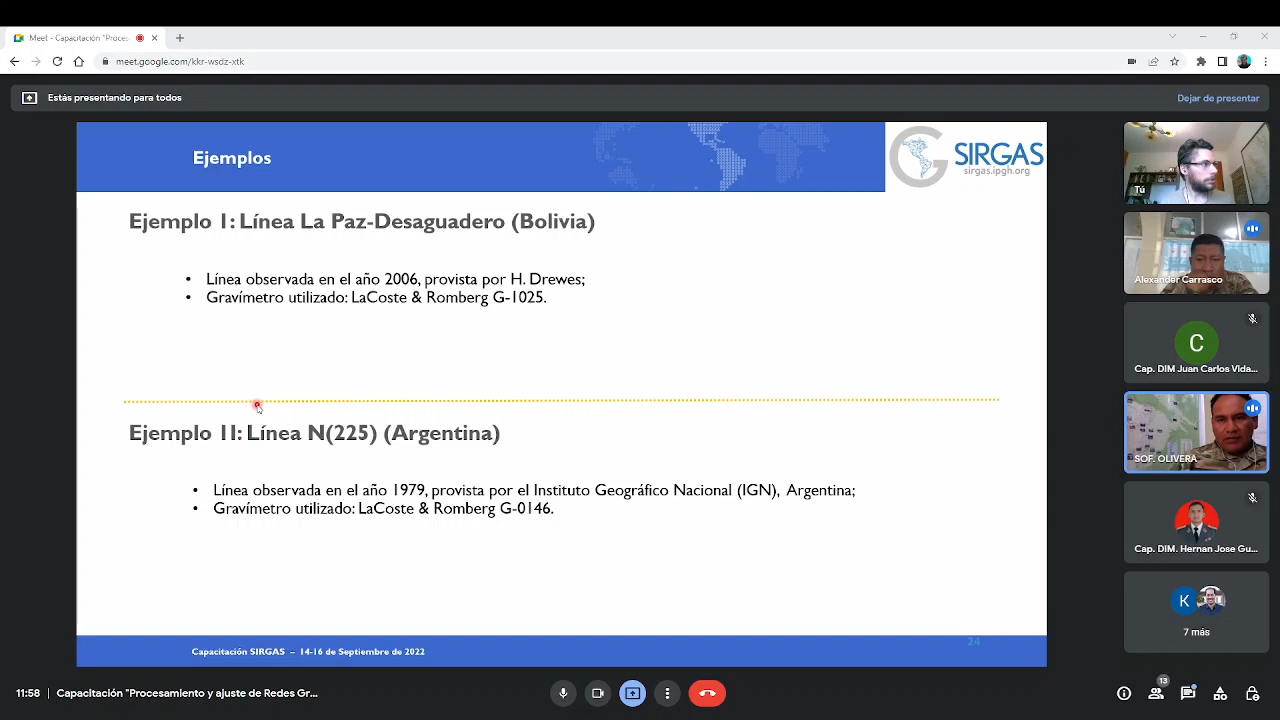 Meet - Capacitación "Proces
meet.google.com/kkr-wsdz-xtk
Estás presentando para todos
Dejar de presentar
Ejemplos
SIRGAS
sirgas.ipgh.org
Ejemplo I: Línea La Paz-Desaguadero (Bolivia)
• Línea observada en el año 2006, provista por H. Drewes;
• Gravímetro utilizado: LaCoste & Romberg G-1025.
Ejemplo 1I: Línea N(225) (Argentina)
• Línea observada en el año 1979, provista por el Instituto Geográfico Nacional (IGN), Argentina;
• Gravímetro utilizado: LaCoste & Romberg G-0146.
24
Capacitación SIRGAS – 14-16 de Septiembre de 2022
Tú
Alexander Carrasco
C
Cap. DIM Juan Carlos Vida...
SOF. OLIVERA
Cap. DIM. Hernan Jose Gu...
K
7 más
11:58 | Capacitación "Procesamiento y ajuste de Redes Gr...
13